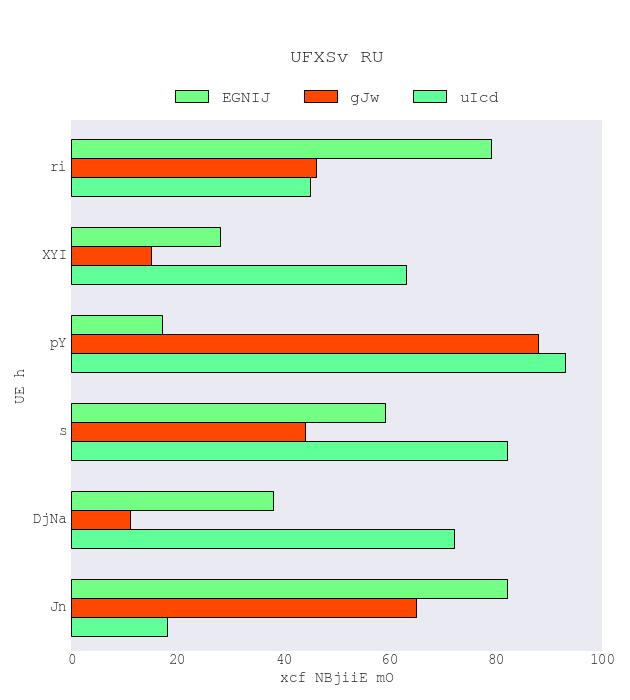 UFXSv RU
EGNIJ gJw uIcd
ri
XYI
pY
s
DjNa
Jn
UE h
0 20 40 60 80 100
xcf NBjiiE mO